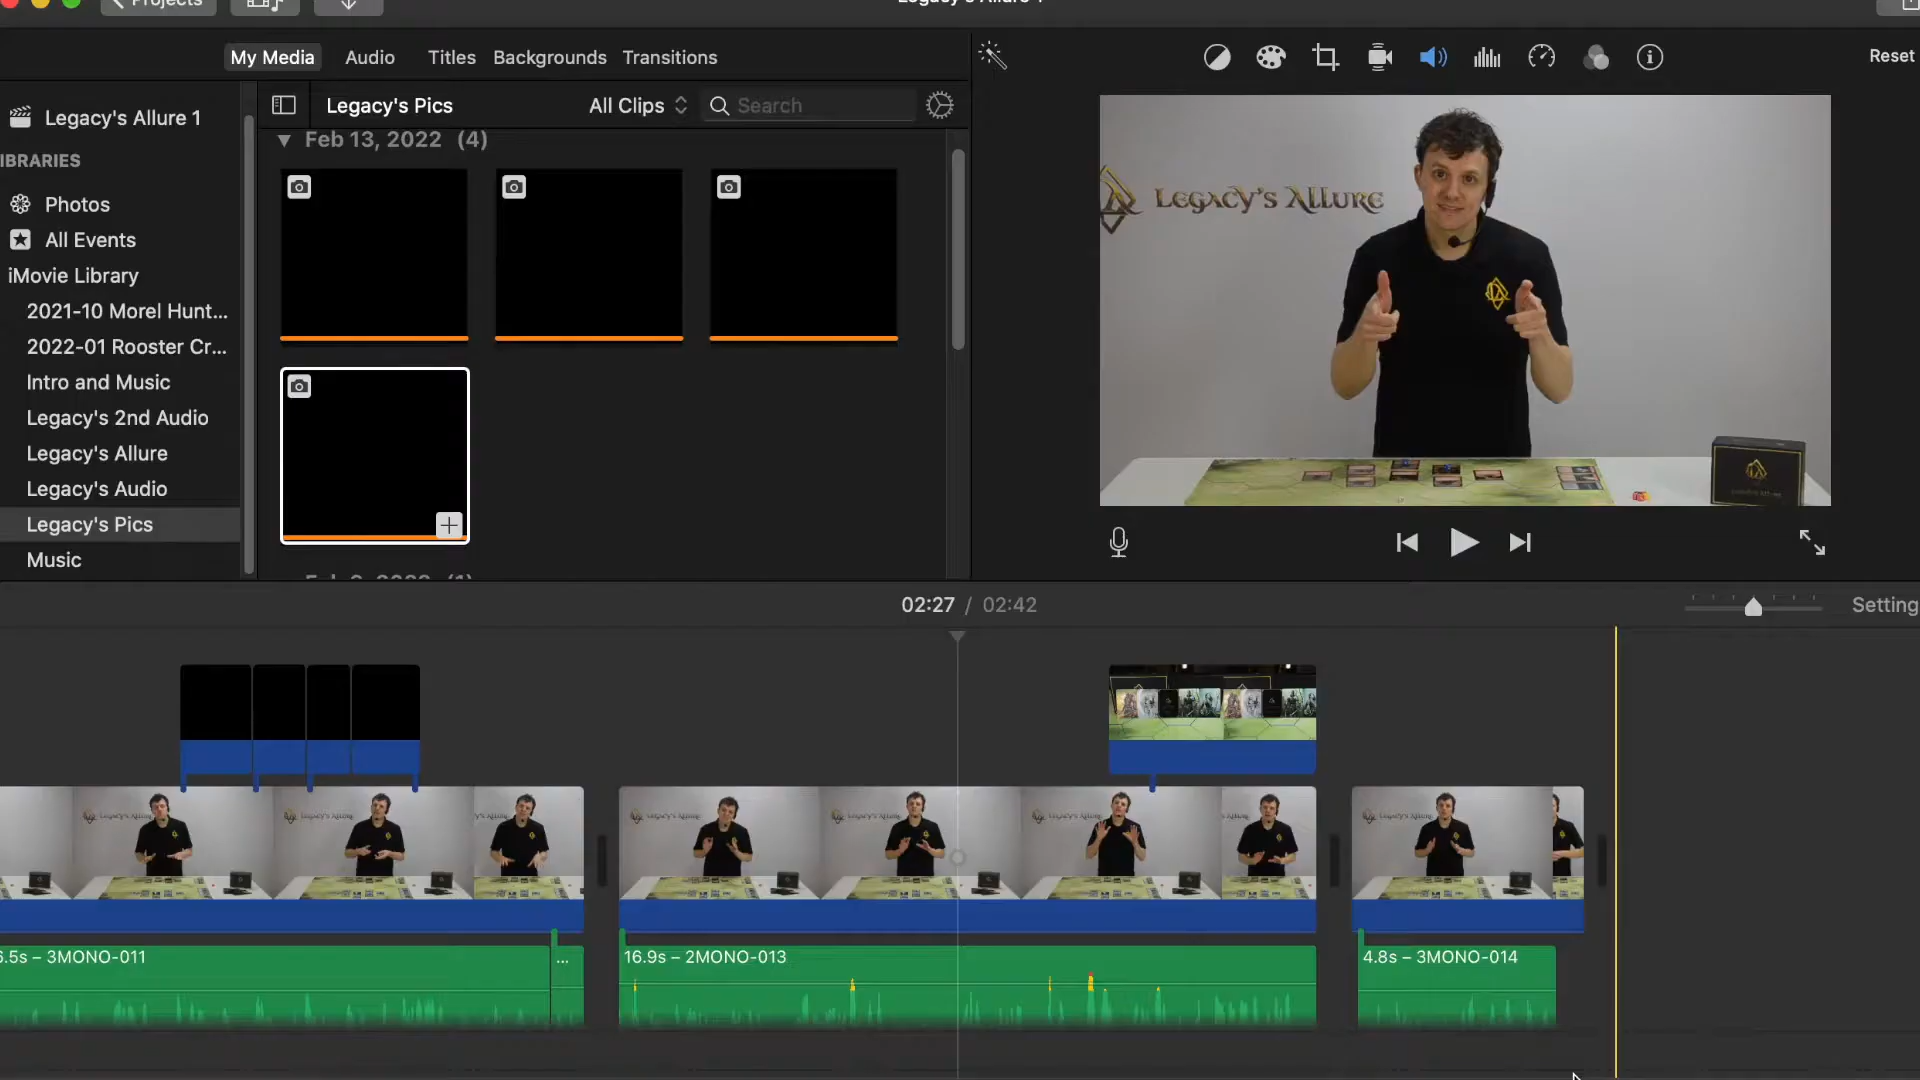 Projects
Legacy's Allure 1
My Media
Audio
Titles
Backgrounds
Transitions
Reset
Legacy's Allure 1
Legacy's Pics
All Clips
Search
Feb 13, 2022 (4)
IBRARIES
Photos
All Events
iMovie Library
2021-10 Morel Hunt...
2022-01 Rooster Cr...
Intro and Music
Legacy's 2nd Audio
Legacy's Allure
Legacy's Audio
Legacy's Pics
Music
LEGACY'S ALLURE
02:27 / 02:42
Setting
6.5s – 3MONO-011
...
16.9s – 2MONO-013
4.8s – 3MONO-014